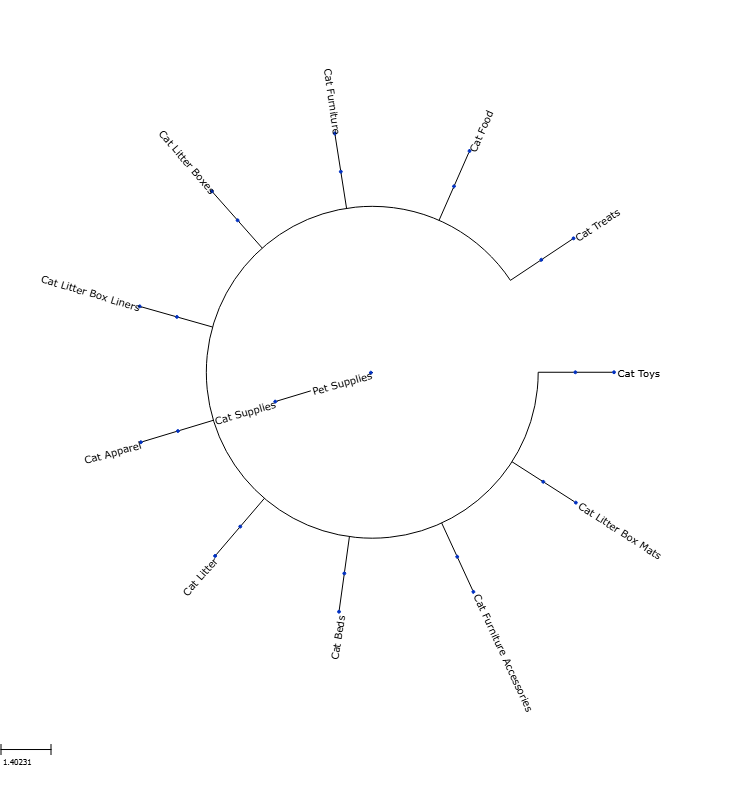 Cat Furniture
Cat Food
Cat Litter Boxes
Cat Treats
Cat Litter Box Liners
Cat Toys
Pet Supplies
Cat Supplies
Cat Apparel
Cat Litter Box Mats
Cat Litter
Cat Beds
Cat Furniture Accessories
1.40231